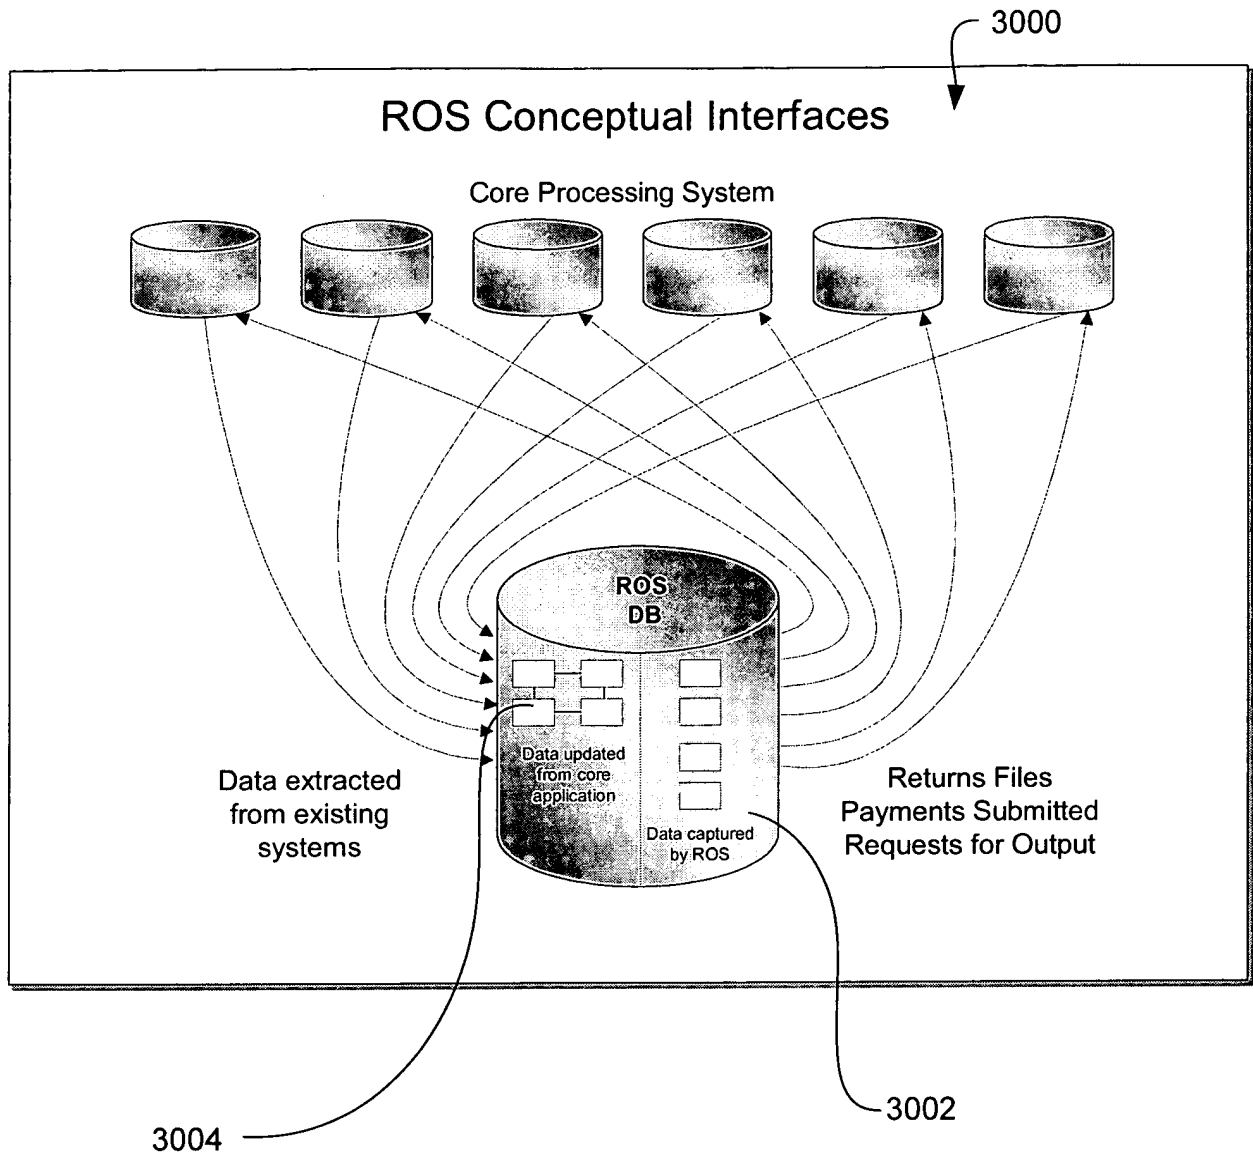 3000
ROS Conceptual Interfaces
Core Processing System
ROS
DB
Data updated
from core
application
Data captured
by ROS
Data extracted
from existing
systems
Returns Files
Payments Submitted
Requests for Output
3002
3004